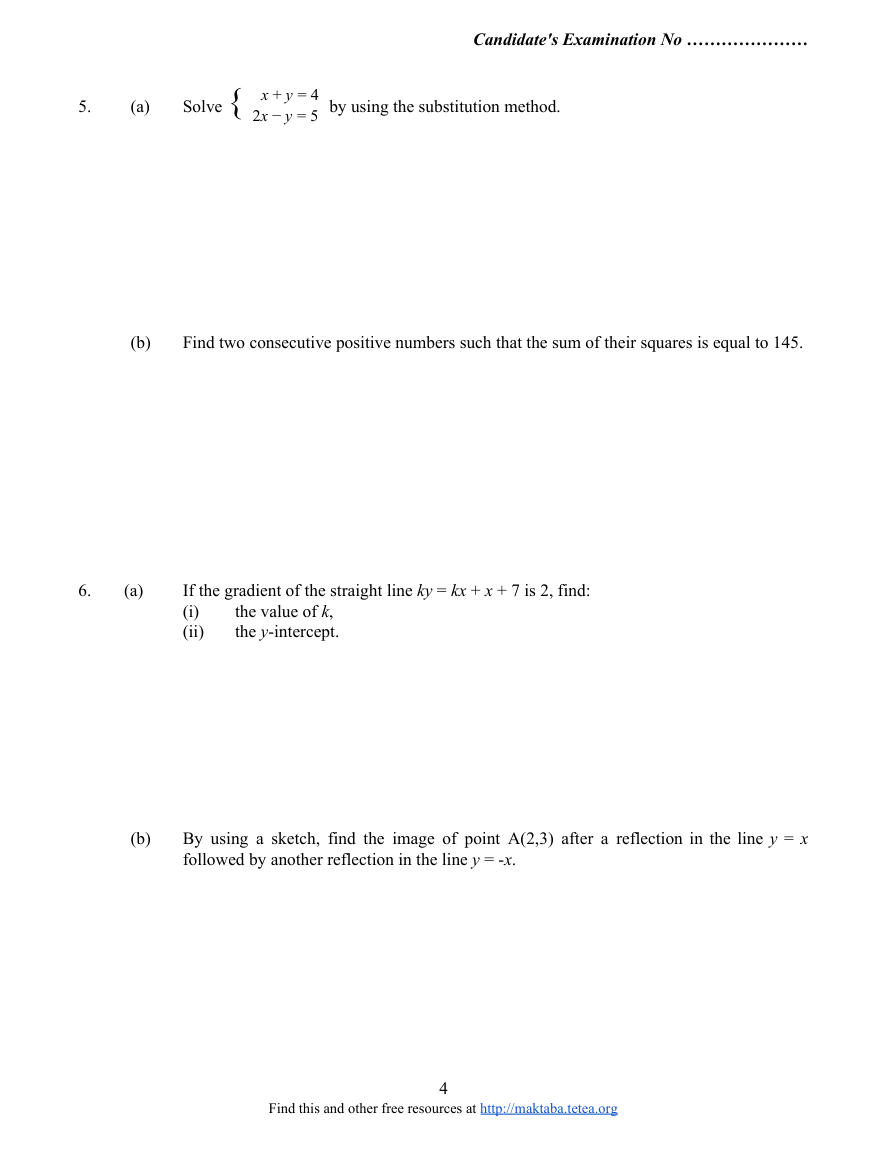 Candidate's Examination No …………………
5. (a) Solve { x + y = 4
2x − y = 5 by using the substitution method.
(b) Find two consecutive positive numbers such that the sum of their squares is equal to 145.
6. (a) If the gradient of the straight line ky = kx + x + 7 is 2, find:
(i) the value of k,
(ii) the y-intercept.
(b) By using a sketch, find the image of point A(2,3) after a reflection in the line y = x
followed by another reflection in the line y = -x.
4
Find this and other free resources at http://maktaba.tetea.org